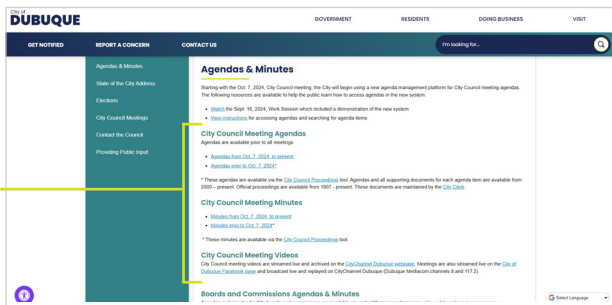 City of
DUBUQUE
GOVERNMENT RESIDENTS DOING BUSINESS VISIT
GET NOTIFIED REPORT A CONCERN CONTACT US I'm looking for...
Agendas & Minutes
State of the City Address
Elections
City Council Meetings
Contact the Council
Providing Public Input
Agendas & Minutes
Starting with the Oct. 7, 2024, City Council meeting, the City will begin using a new agenda management platform for City Council meeting agendas.
The following resources are available to help the public learn how to access agendas in the new system:
• Watch the Sept. 16, 2024, Work Session which included a demonstration of the new system.
• View instructions for accessing agendas and searching for agenda items.
City Council Meeting Agendas
Agendas are available prior to all meetings.
• Agendas from Oct. 7, 2024, to present
• Agendas prior to Oct. 7, 2024*
* These agendas are available via the City Council Proceedings tool. Agendas and all supporting documents for each agenda item are available from
2000 – present. Official proceedings are available from 1907 - present. These documents are maintained by the City Clerk.
City Council Meeting Minutes
• Minutes from Oct. 7, 2024, to present
• Minutes prior to Oct. 7, 2024*
* These minutes are available via the City Council Proceedings tool.
City Council Meeting Videos
City Council meeting videos are streamed live and archived on the CityChannel Dubuque webpage. Meetings are also streamed live on the City of
Dubuque Facebook page and broadcast live and replayed on CityChannel Dubuque (Dubuque Mediacom channels 8 and 117.2).
Boards and Commissions Agendas & Minutes
Select Language